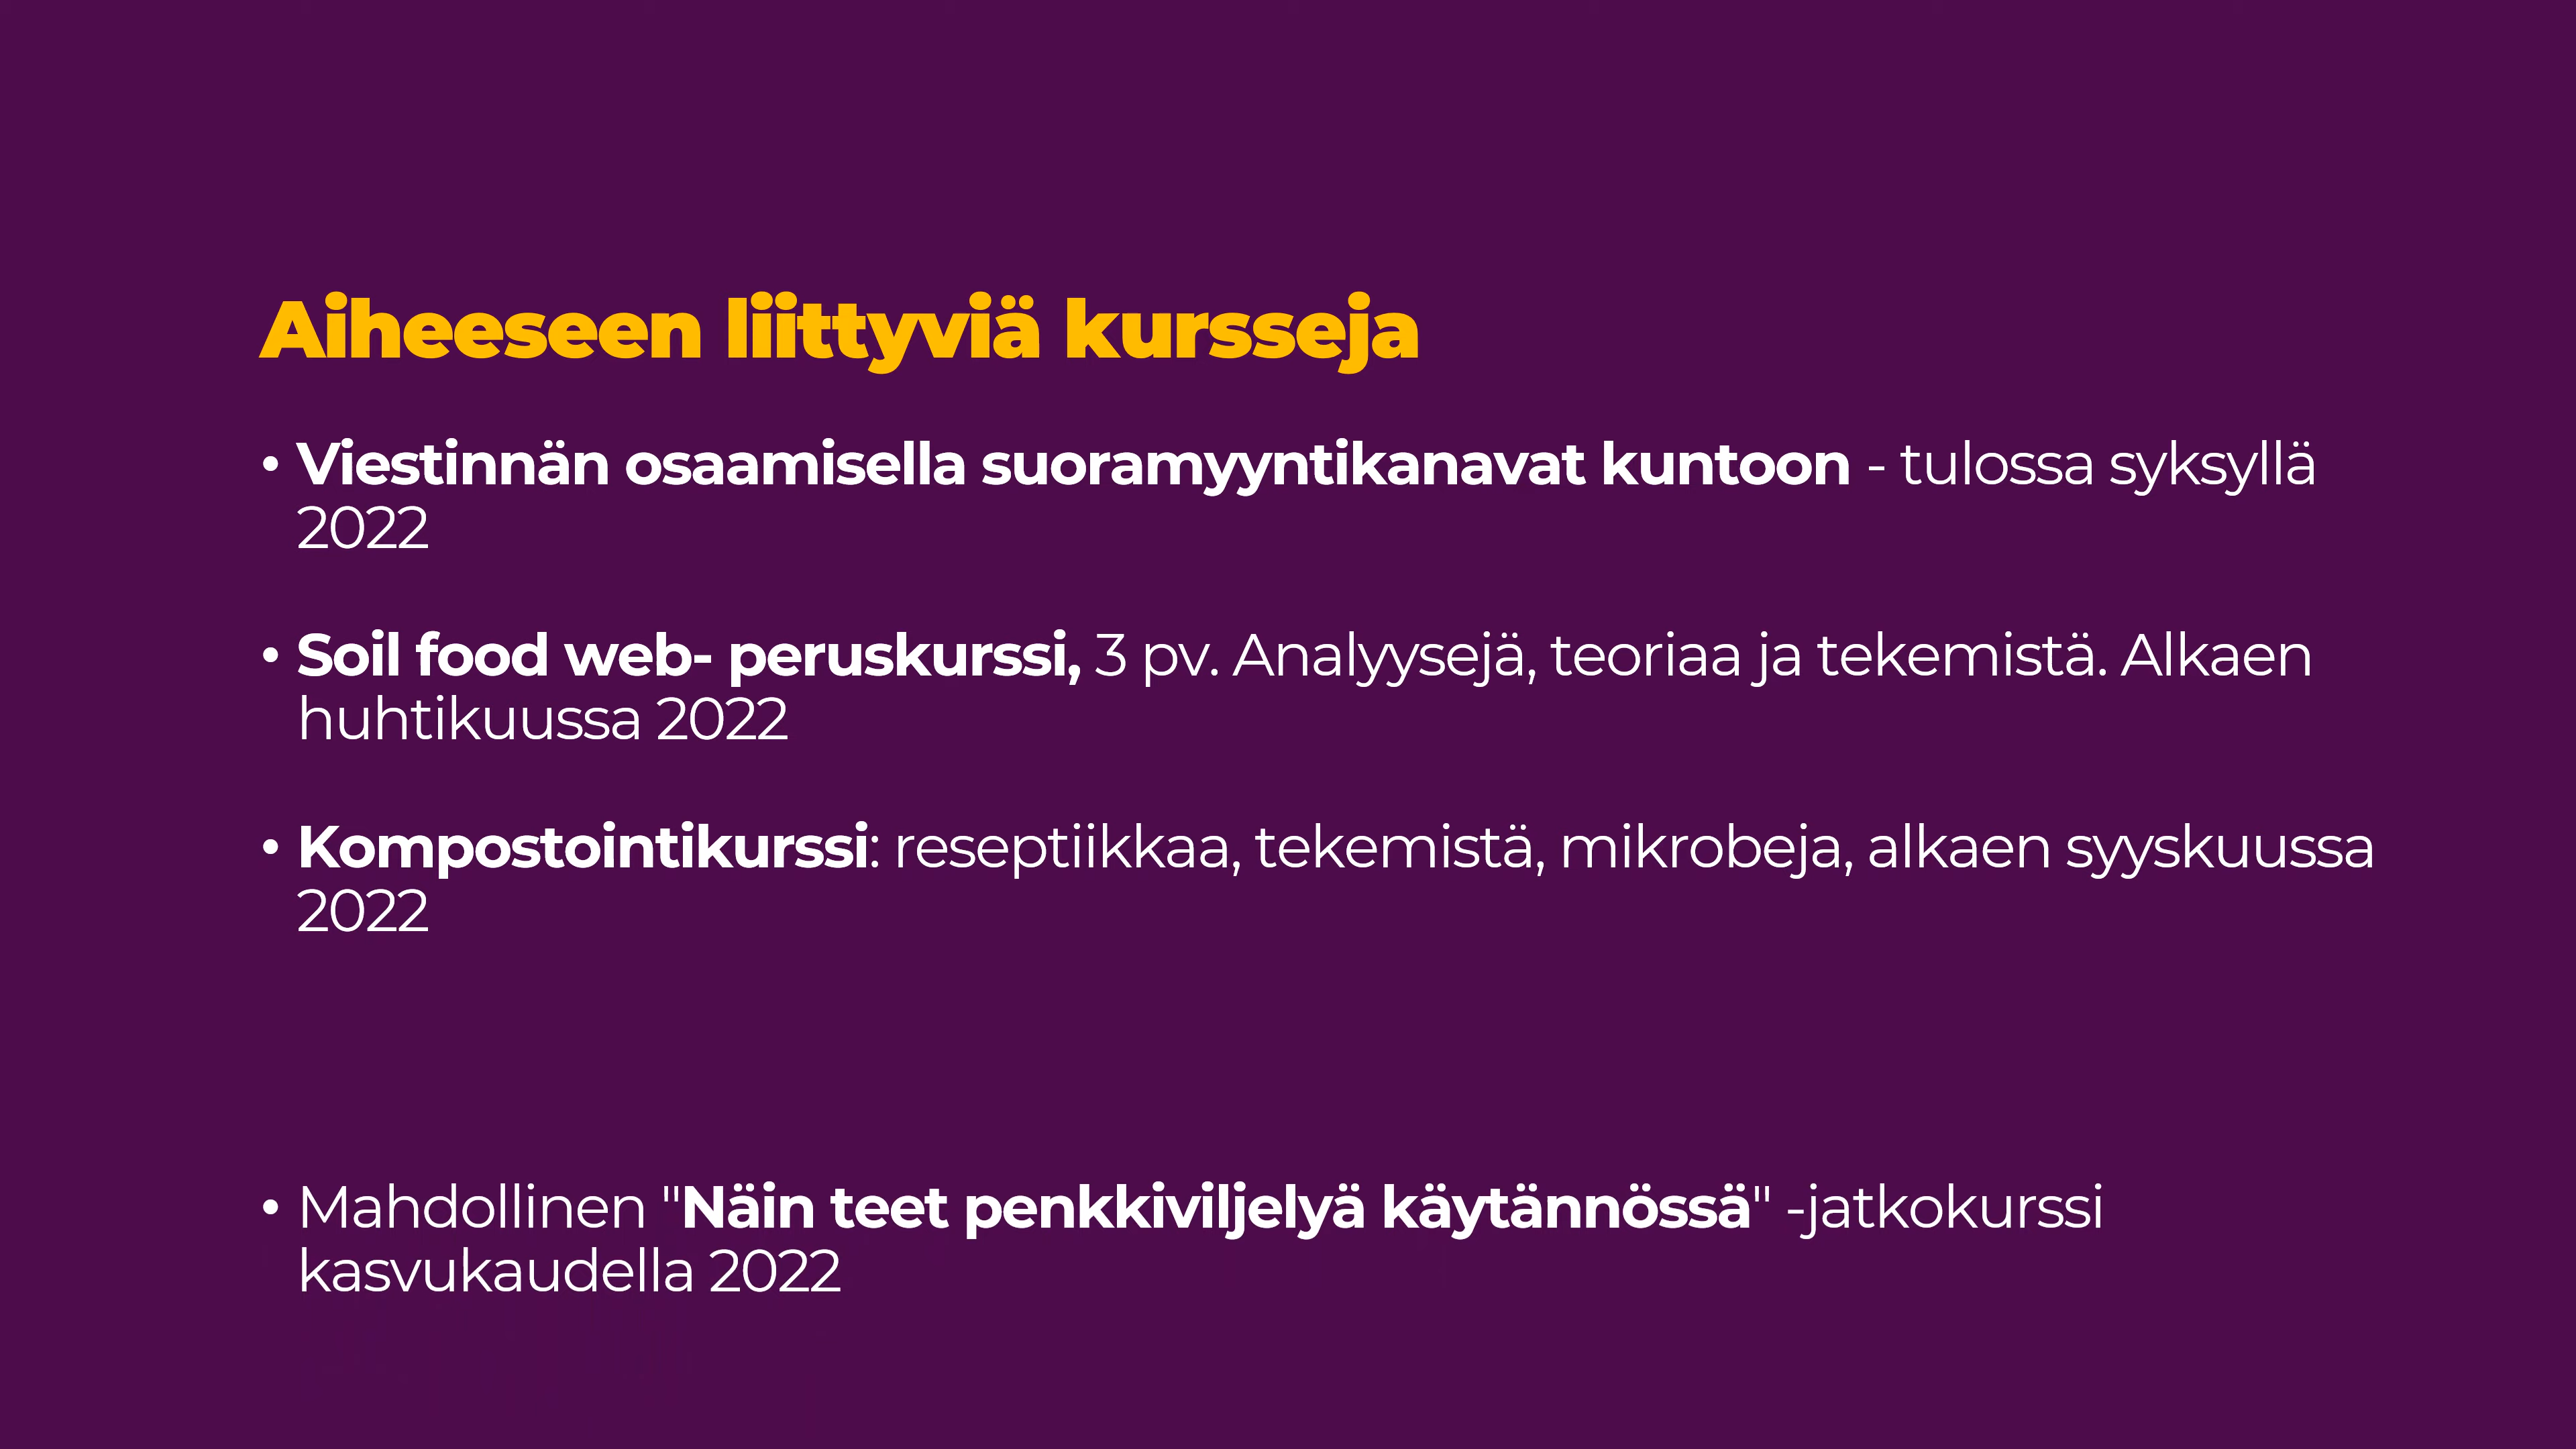 Aiheeseen liittyviä kursseja
• Viestinnän osaamisella suoramyyntikanavat kuntoon - tulossa syksyllä
2022
• Soil food web- peruskurssi, 3 pv. Analyysejä, teoriaa ja tekemistä. Alkaen
huhtikuussa 2022
• Kompostointikurssi: reseptiikkaa, tekemistä, mikrobeja, alkaen syyskuussa
2022
• Mahdollinen "Näin teet penkkiviljelyä käytännössä" -jatkokurssi
kasvukaudella 2022